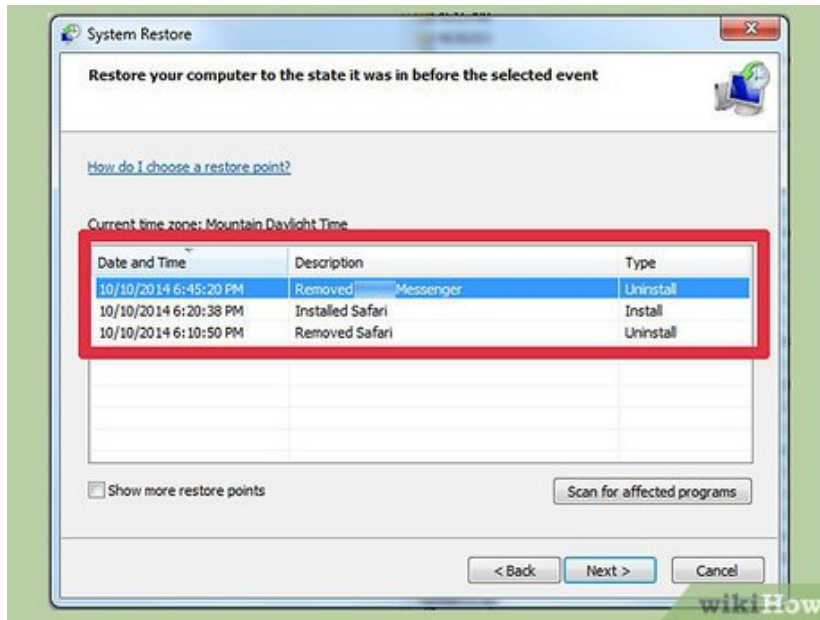 System Restore
Restore your computer to the state it was in before the selected event
How do I choose a restore point?
Current time zone: Mountain Daylight Time
Date and Time Description Type
10/10/2014 6:45:20 PM Removed Messenger Uninstall
10/10/2014 6:20:38 PM Installed Safari Install
10/10/2014 6:10:50 PM Removed Safari Uninstall
Show more restore points Scan for affected programs
< Back Next > Cancel
wikiHow